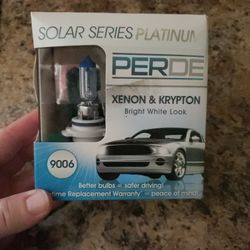 SOLAR SERIES PLATINUM
PERDE
XENON & KRYPTON
Bright White Look
9006
Better bulbs = safer driving!
Replacement Warranty = peace of mind!